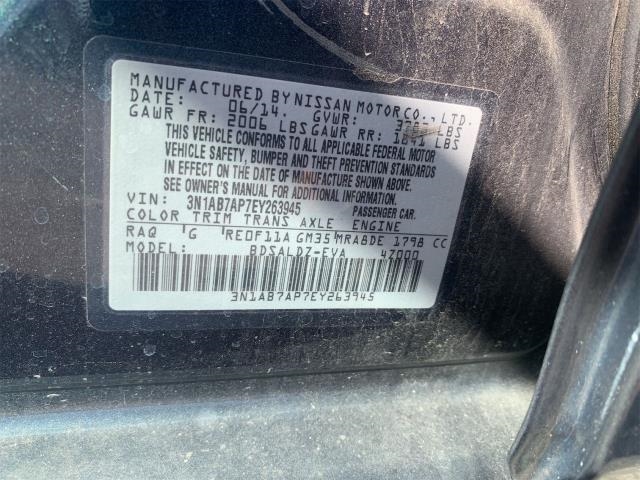 MANUFACTURED BY NISSAN MOTOR CO., LTD.
DATE: 06/14. GVWR: LBS
GAWR FR: 2006 LBS GAWR RR: 1841 LBS
THIS VEHICLE CONFORMS TO ALL APPLICABLE FEDERAL MOTOR
VEHICLE SAFETY, BUMPER AND THEFT PREVENTION STANDARDS
IN EFFECT ON THE DATE OF MANUFACTURE SHOWN ABOVE.
SEE OWNER'S MANUAL FOR ADDITIONAL INFORMATION.
VIN: 3N1AB7AP7EY263945 PASSENGER CAR.
COLOR TRIM TRANS AXLE ENGINE
RAQ G RE0F11A GM35 MRA8DE 1798 CC
MODEL: BDSALDZ-EVA 4Z000
3N1AB7AP7EY263945